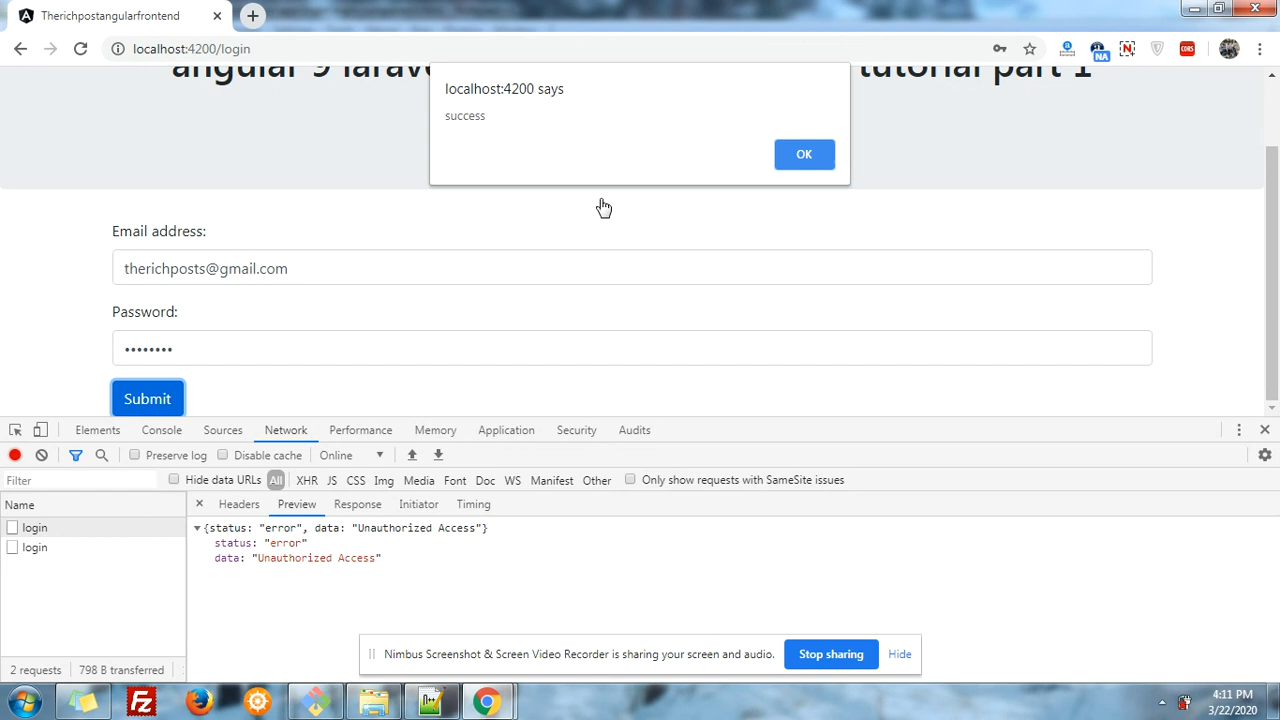 Therichpostangularfrontend
localhost:4200/login
NA
N
CORS
angular 9 tutorial part 1
localhost:4200 says
success
OK
Email address:
therichposts@gmail.com
Password:
••••••••
Submit
Elements Console Sources Network Performance Memory Application Security Audits
Preserve log Disable cache Online
Filter Hide data URLs All XHR JS CSS Img Media Font Doc WS Manifest Other Only show requests with SameSite issues
Name Headers Preview Response Initiator Timing
login
login
{status: "error", data: "Unauthorized Access"}
status: "error"
data: "Unauthorized Access"
Nimbus Screenshot & Screen Video Recorder is sharing your screen and audio. Stop sharing Hide
2 requests 798 B transferred
Fz
4:11 PM
3/22/2020